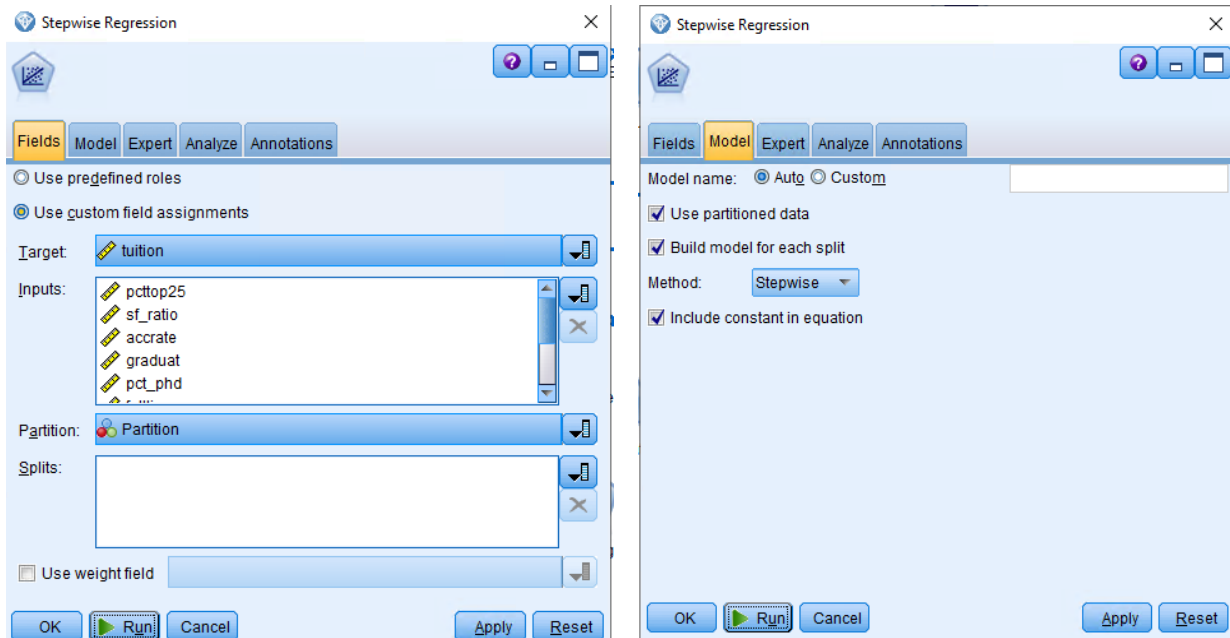 Stepwise Regression
Fields Model Expert Analyze Annotations
Use predefined roles
Use custom field assignments
Target: tuition
Inputs: pcttop25
sf_ratio
accrate
graduat
pct_phd
Partition: Partition
Splits:
Use weight field
OK Run Cancel Apply Reset
Stepwise Regression
Fields Model Expert Analyze Annotations
Model name: Auto Custom
Use partitioned data
Build model for each split
Method: Stepwise
Include constant in equation
OK Run Cancel Apply Reset